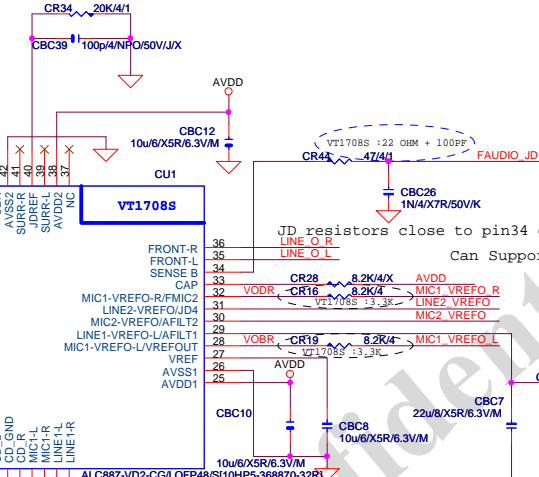 CR34 20K/4/1
CBC39 100p/4/NPO/50V/J/X
AVDD
CBC12
10u/6/X5R/6.3V/M
VT1708S :22 OHM + 100PF
CR44 47/4/1 FAUDIO_JD
CBC26
1N/4/X7R/50V/K
42 41 40 39 38 37
AVSS2 SURR-R JDREF SURR-L AVDD2 NC
CU1
VT1708S
JD resistors close to pin34
Can Suppo
FRONT-R 36 LINE_O_R
FRONT-L 35 LINE_O_L
SENSE B 34
CAP 33 CR28 8.2K/4/X AVDD
MIC1-VREFO-R/FMIC2 32 VODR CR16 8.2K/4 MIC1_VREFO_R
VT1708S :3.3K
LINE2-VREFO/JD4 31 LINE2_VREFO
MIC2-VREFO/AFILT2 30 MIC2_VREFO
LINE1-VREFO-L/AFILT1 29
MIC1-VREFO-L/VREFOUT 28 VOBR CR19 8.2K/4 MIC1_VREFO_L
VT1708S :3.3K
VREF 27
AVSS1 26
AVDD1 25
AVDD
CBC10
CBC8
10u/6/X5R/6.3V/M
10u/6/X5R/6.3V/M
CBC7
22u/8/X5R/6.3V/M
CD_GND CD_R MIC1-L MIC1-R LINE1-L LINE1-R
ALC887-VD2-CG/LQFP48/S[10HP5-368870-32R]
fident